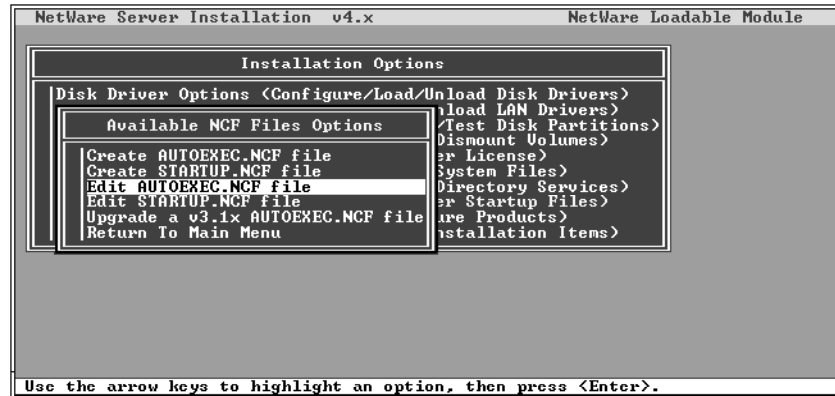 NetWare Server Installation v4.x NetWare Loadable Module
Installation Options
Disk Driver Options (Configure/Load/Unload Disk Drivers)
nload LAN Drivers)
Available NCF Files Options
/Test Disk Partitions)
Dismount Volumes)
Create AUTOEXEC.NCF file
er License)
Create STARTUP.NCF file
System Files)
Edit AUTOEXEC.NCF file
Directory Services)
Edit STARTUP.NCF file
er Startup Files)
Upgrade a v3.1x AUTOEXEC.NCF file
ure Products)
Return To Main Menu
nstallation Items)
Use the arrow keys to highlight an option, then press <Enter>.